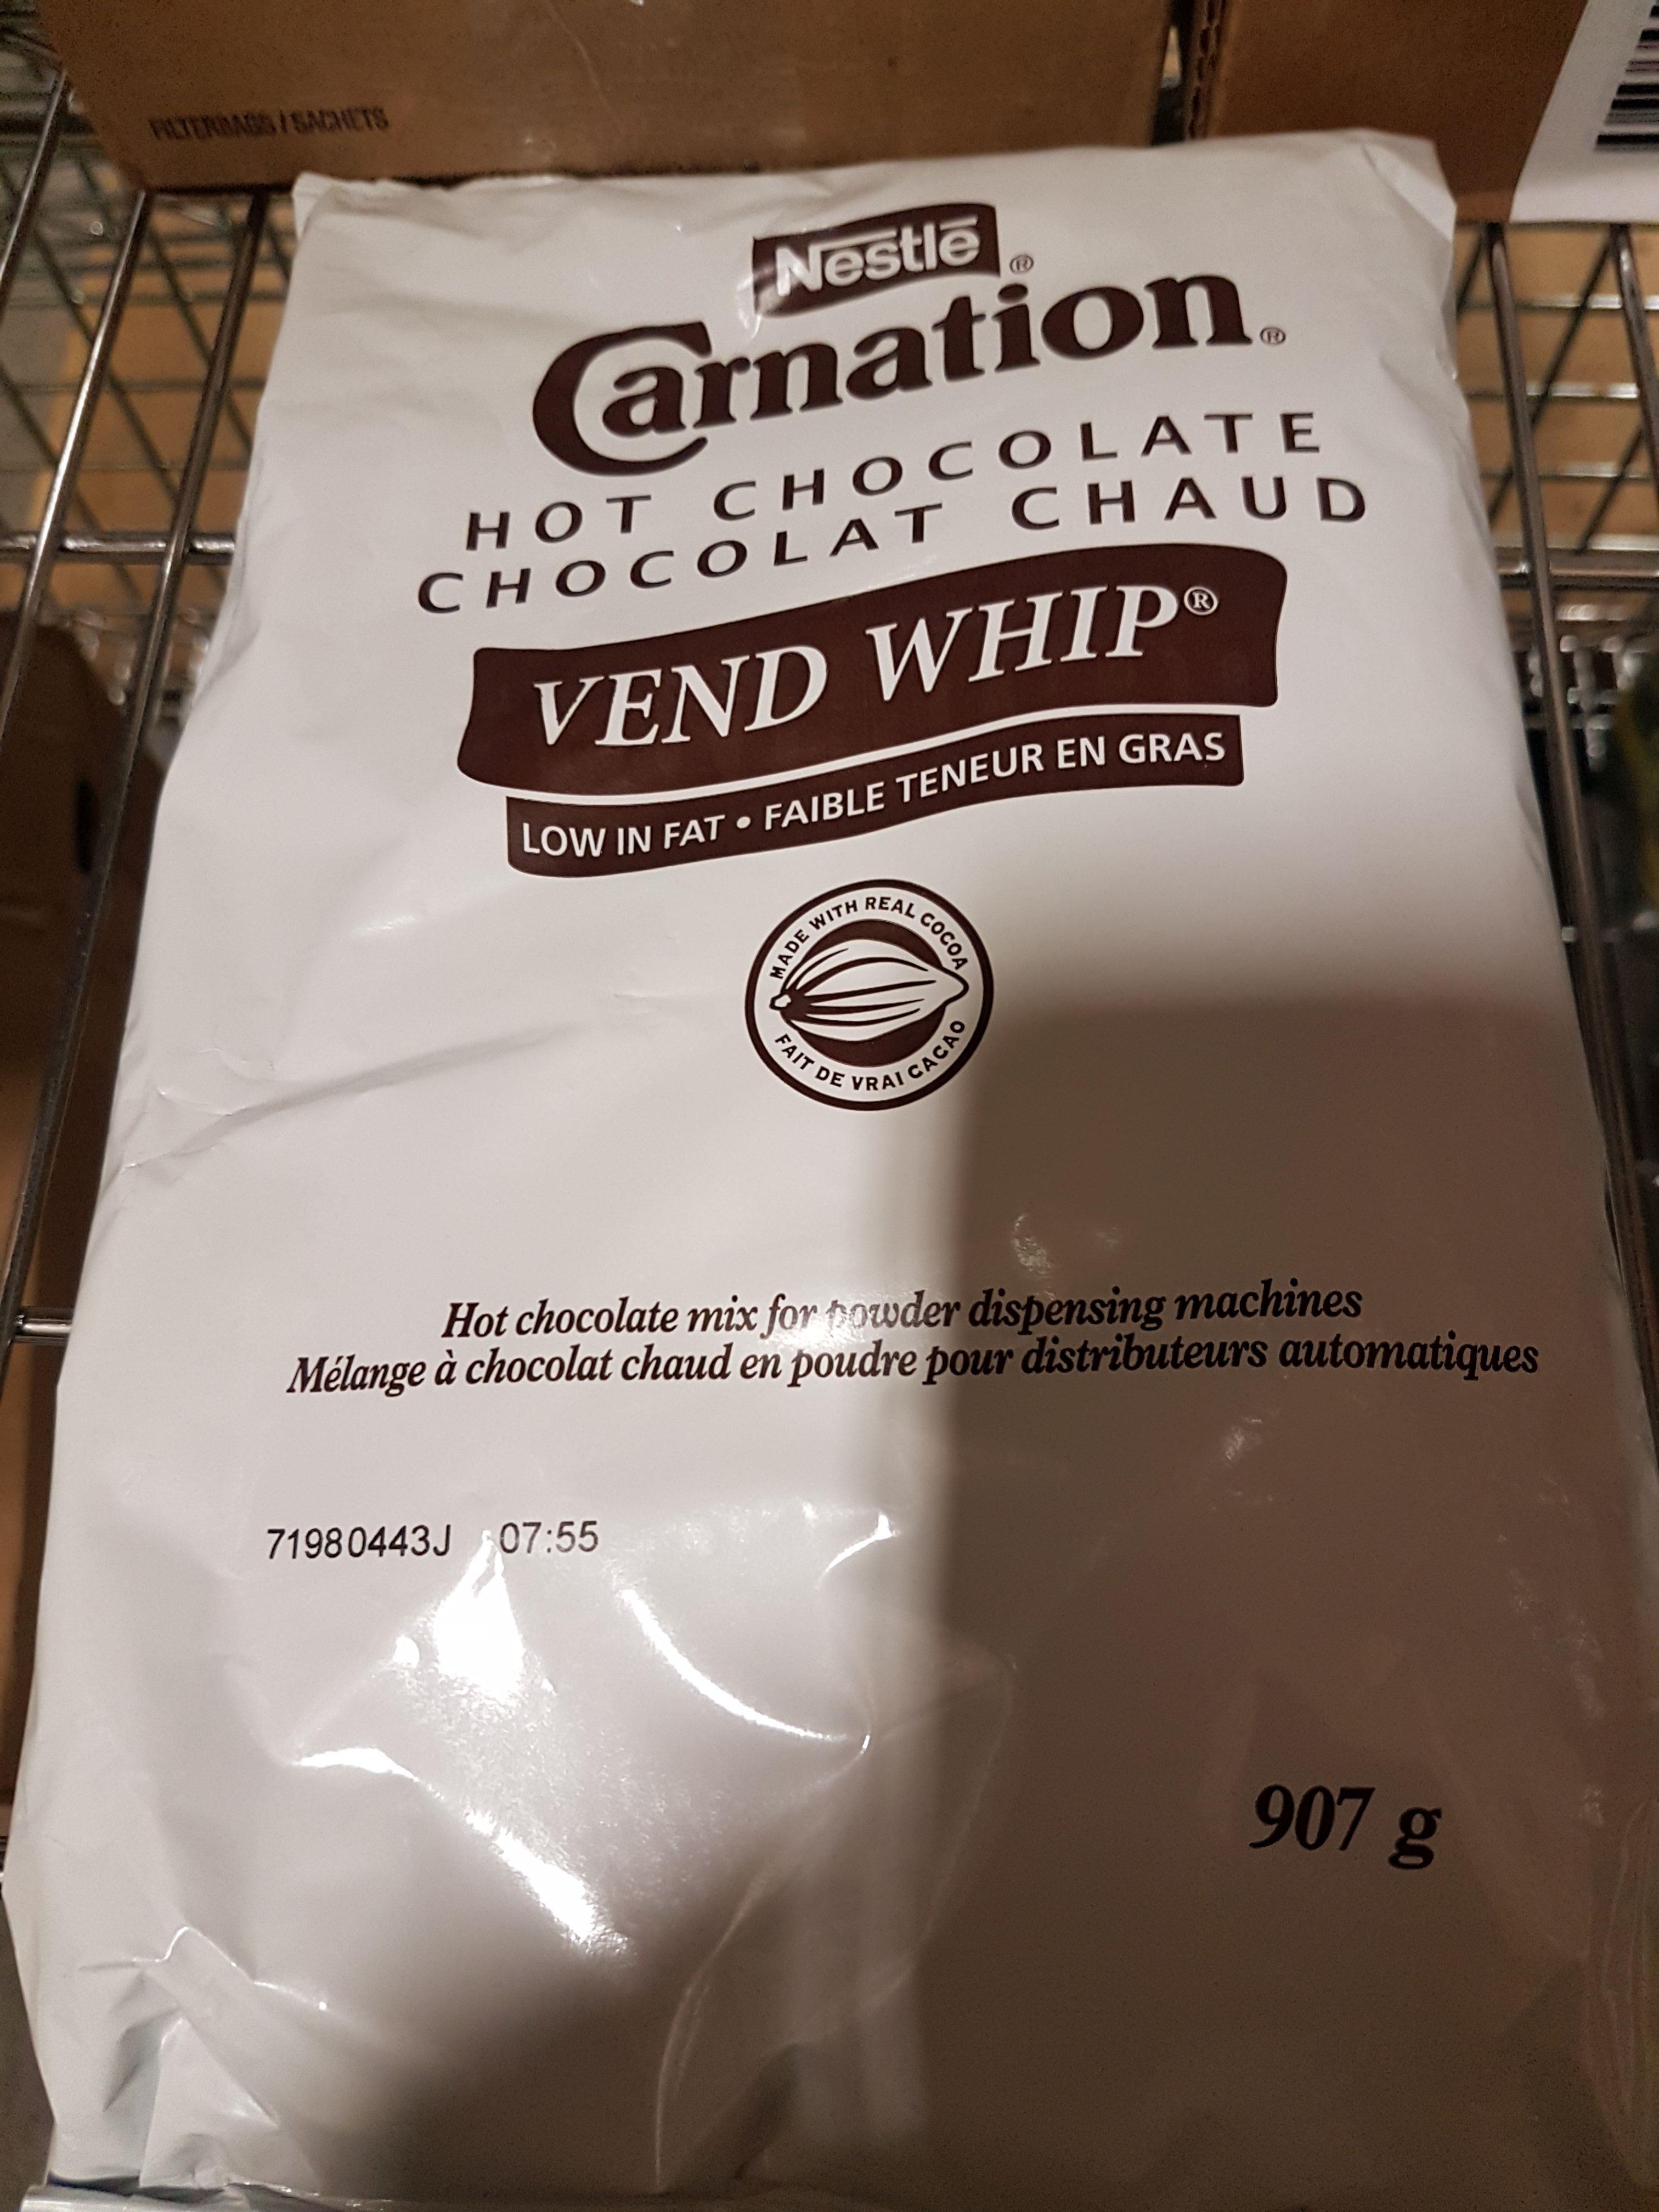 FILTERBAGS / SACHETS
Nestlé ®
Carnation®
HOT CHOCOLATE
CHOCOLAT CHAUD
VEND WHIP®
LOW IN FAT • FAIBLE TENEUR EN GRAS
MADE WITH REAL COCOA
FAIT DE VRAI CACAO
Hot chocolate mix for powder dispensing machines
Mélange à chocolat chaud en poudre pour distributeurs automatiques
71980443J 07:55
907 g